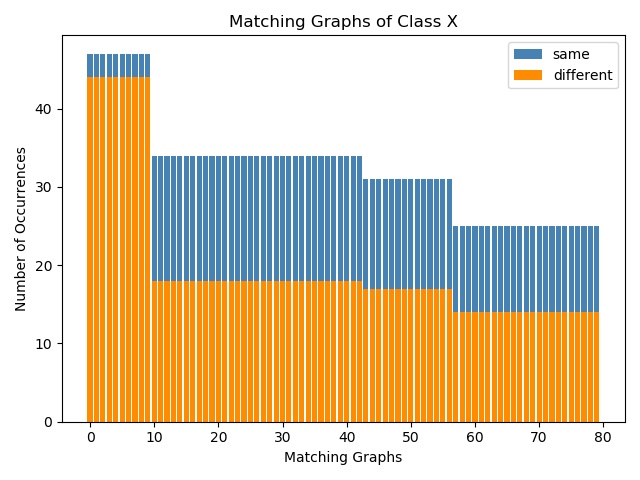 Matching Graphs of Class X
same
different
Number of Occurrences
40
30
20
10
0
0 10 20 30 40 50 60 70 80
Matching Graphs